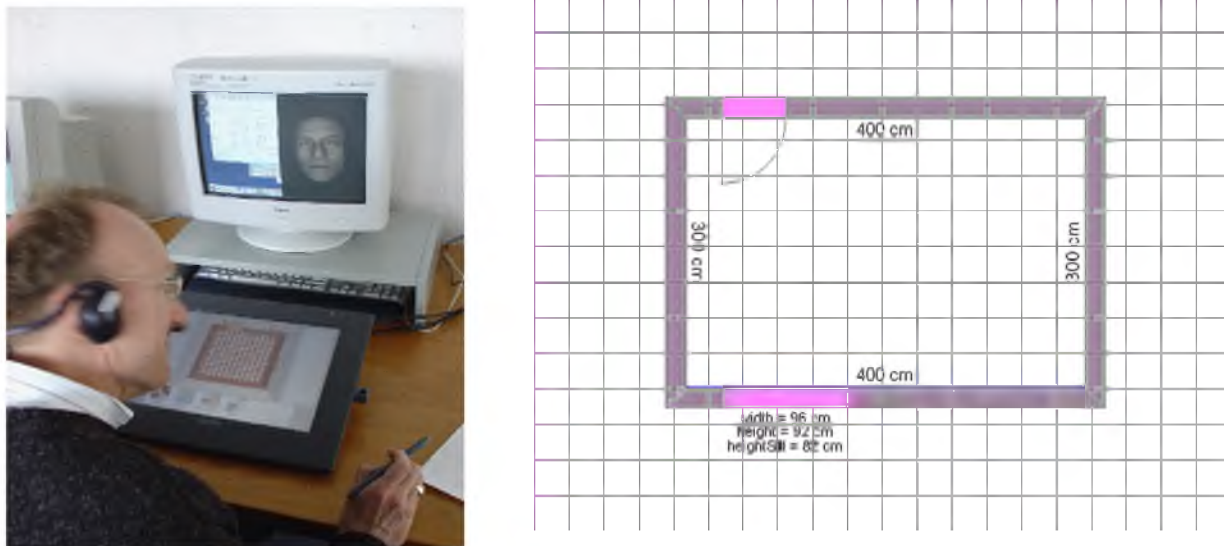 400 cm
300 cm
300 cm
400 cm
width = 96 cm
height = 92 cm
heightSill = 82 cm